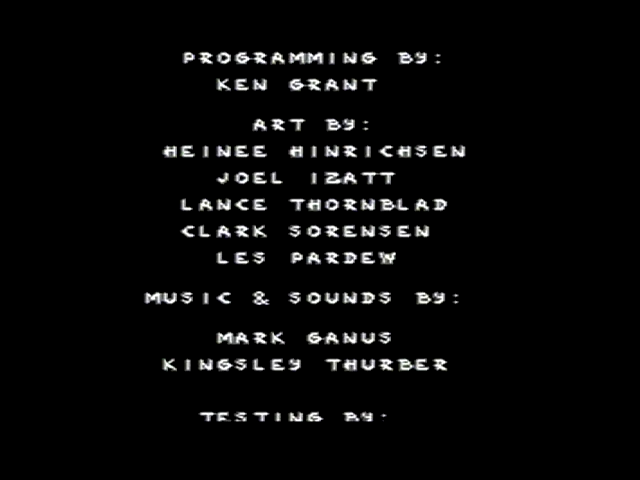 PROGRAMMING BY:
KEN GRANT
ART BY:
HEINEE HINRICHSEN
JOEL IZATT
LANCE THORNBLAD
CLARK SORENSEN
LES PARDEW
MUSIC & SOUNDS BY:
MARK GANUS
KINGSLEY THURBER
TESTING BY: